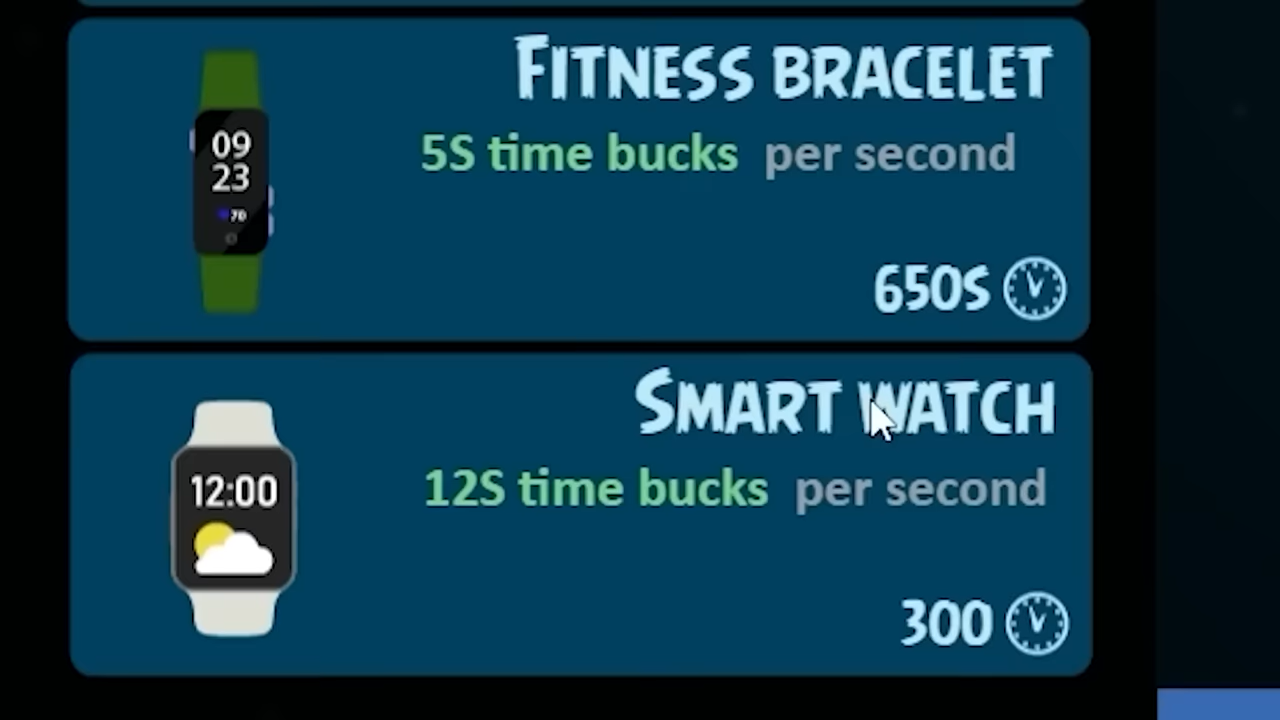 FITNESS BRACELET
09
23
70
5S time bucks per second
650S
SMART WATCH
12:00
12S time bucks per second
300